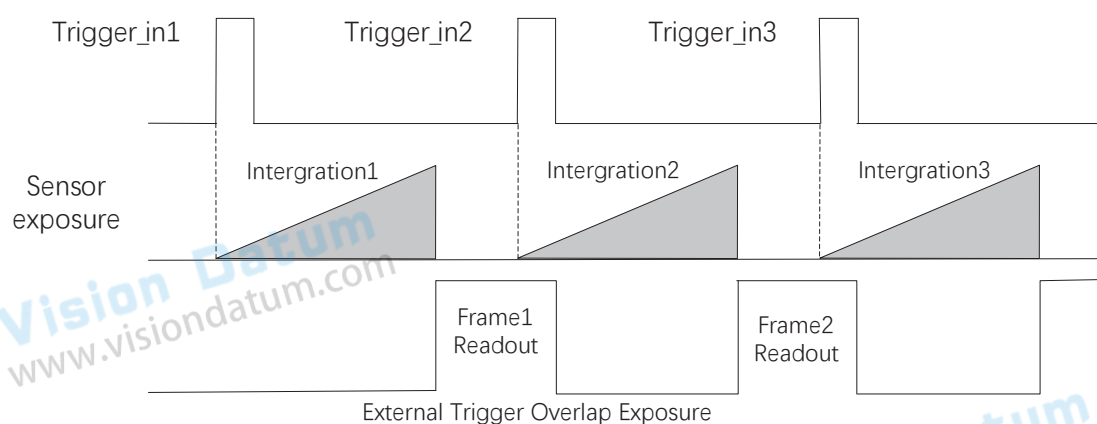 Trigger_in1 Trigger_in2 Trigger_in3
Intergration1 Intergration2 Intergration3
Sensor
exposure
Vision Datum
www.visiondatum.com
Frame1
Readout
Frame2
Readout
External Trigger Overlap Exposure
tum